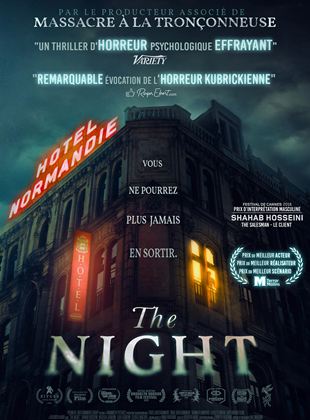 PAR LE PRODUCTEUR ASSOCIÉ DE
MASSACRE À LA TRONÇONNEUSE
"UN THRILLER D'HORREUR PSYCHOLOGIQUE EFFRAYANT"
VARIETY
"REMARQUABLE ÉVOCATION DE L'HORREUR KUBRICKIENNE"
RogerEbert.com
HOTEL
NORMANDIE
VOUS
NE POURREZ
PLUS JAMAIS
EN SORTIR.
HOTEL
FESTIVAL DE CANNES 2016
PRIX D'INTERPRÉTATION MASCULINE
SHAHAB HOSSEINI
THE SALESMAN - LE CLIENT
PRIX DU MEILLEUR ACTEUR
PRIX DU MEILLEUR RÉALISATEUR
PRIX DU MEILLEUR SCÉNARIO
The
NIGHT